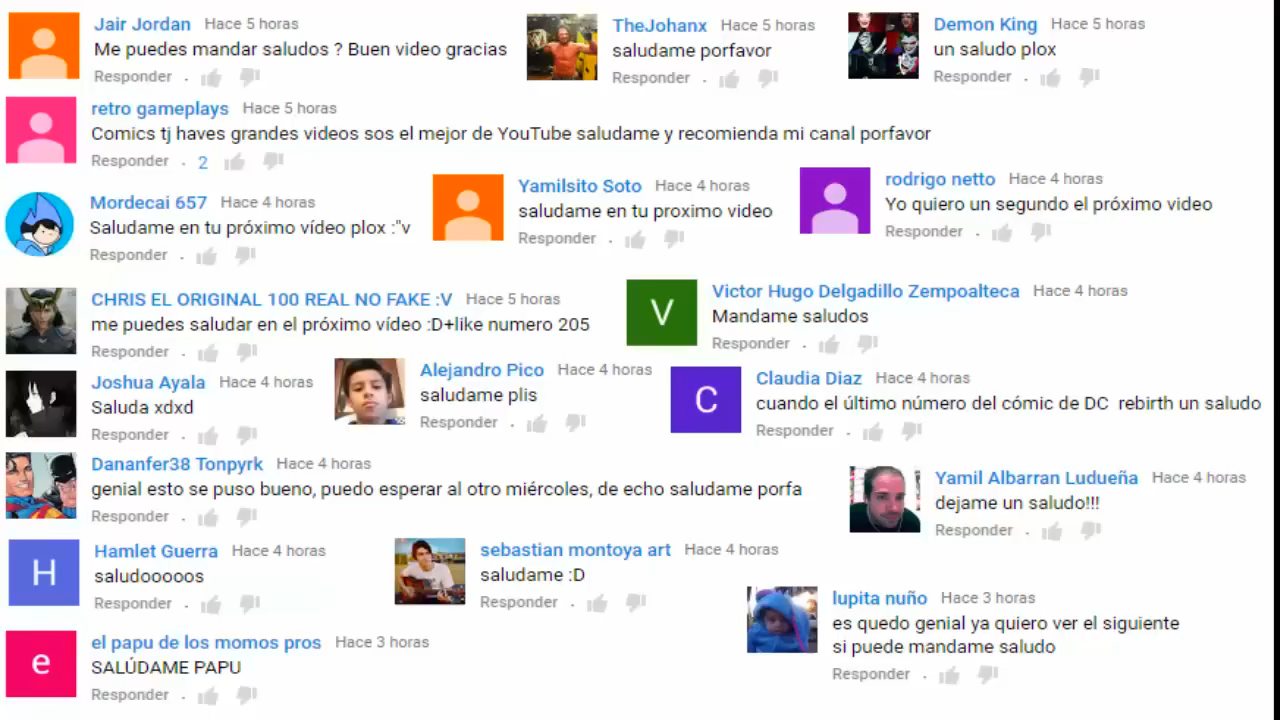 Jair Jordan Hace 5 horas
Me puedes mandar saludos ? Buen video gracias
Responder .
TheJohanx Hace 5 horas
saludame porfavor
Responder .
Demon King Hace 5 horas
un saludo plox
Responder .
retro gameplays Hace 5 horas
Comics tj haves grandes videos sos el mejor de YouTube saludame y recomienda mi canal porfavor
Responder . 2
Mordecai 657 Hace 4 horas
Saludame en tu próximo vídeo plox :"v
Responder .
Yamilsito Soto Hace 4 horas
saludame en tu proximo video
Responder .
rodrigo netto Hace 4 horas
Yo quiero un segundo el próximo video
Responder .
CHRIS EL ORIGINAL 100 REAL NO FAKE :V Hace 5 horas
me puedes saludar en el próximo vídeo :D+like numero 205
Responder .
V
Victor Hugo Delgadillo Zempoalteca Hace 4 horas
Mandame saludos
Responder .
Joshua Ayala Hace 4 horas
Saluda xdxd
Responder .
Alejandro Pico Hace 4 horas
saludame plis
Responder .
C
Claudia Diaz Hace 4 horas
cuando el último número del cómic de DC rebirth un saludo
Responder .
Dananfer38 Tonpyrk Hace 4 horas
genial esto se puso bueno, puedo esperar al otro miércoles, de echo saludame porfa
Responder .
Yamil Albarran Ludueña Hace 4 horas
dejame un saludo!!!
Responder .
H
Hamlet Guerra Hace 4 horas
saludooooos
Responder .
sebastian montoya art Hace 4 horas
saludame :D
Responder .
lupita nuño Hace 3 horas
es quedo genial ya quiero ver el siguiente
si puede mandame saludo
Responder .
e
el papu de los momos pros Hace 3 horas
SALÚDAME PAPU
Responder .